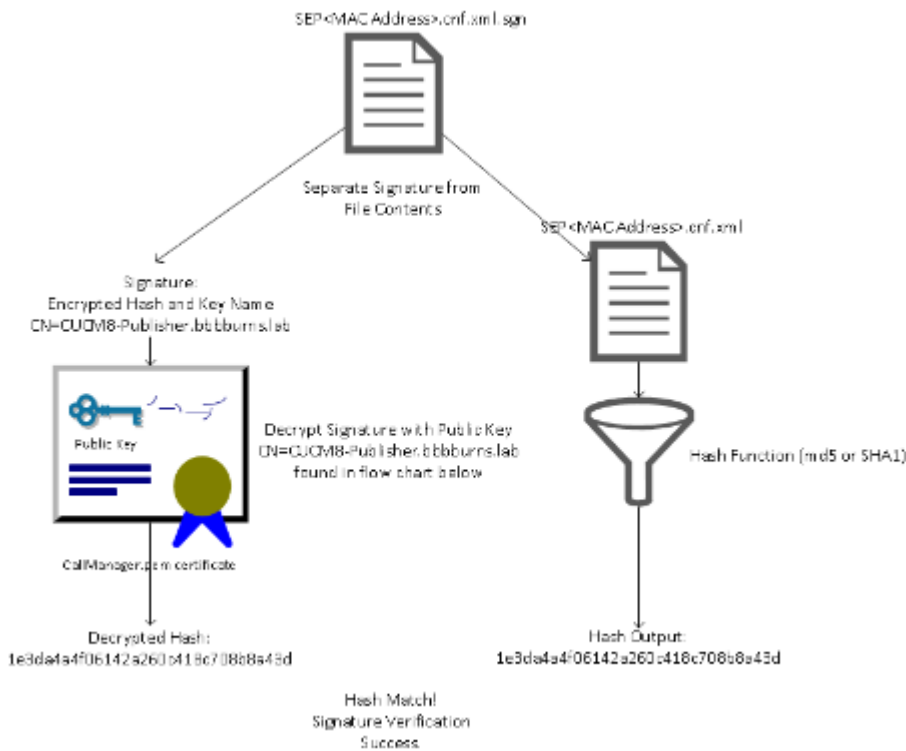 SEP<MAC Address>.cnf.xml.sgn
Separate Signature from
File Contents
SEP<MAC Address>.cnf.xml
Signature:
Encrypted Hash and Key Name
CN=CUCM8-Publisher.bbbburns.lab
Public Key
Decrypt Signature with Public Key
CN=CUCM8-Publisher.bbbburns.lab
found in flow chart below
Hash Function (md5 or SHA1)
CallManager.pem certificate
Decrypted Hash:
1e3da4a4f06142a260c418c708b8a43d
Hash Output:
1e3da4a4f06142a260c418c708b8a43d
Hash Match!
Signature Verification
Success